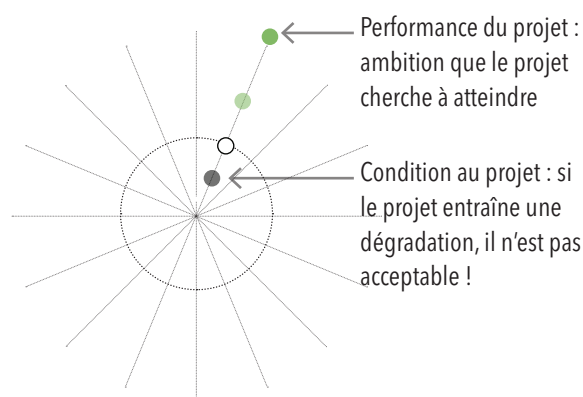 Performance du projet :
ambition que le projet
cherche à atteindre
Condition au projet : si
le projet entraîne une
dégradation, il n'est pas
acceptable !